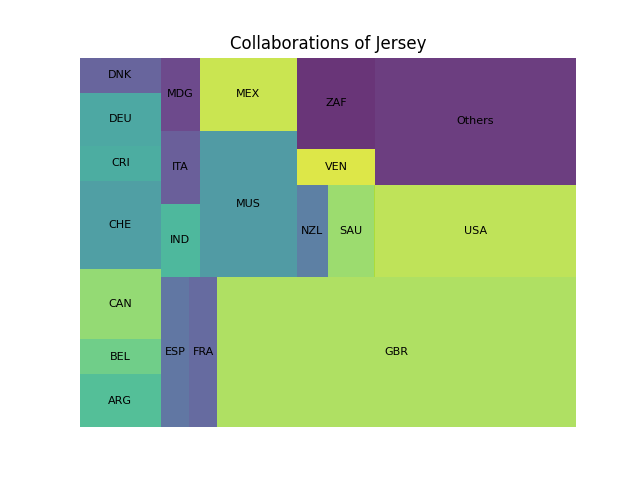 Collaborations of Jersey
DNK
MDG
MEX
ZAF
Others
DEU
CRI
ITA
VEN
CHE
MUS
IND
NZL
SAU
USA
CAN
BEL
ARG
ESP
FRA
GBR